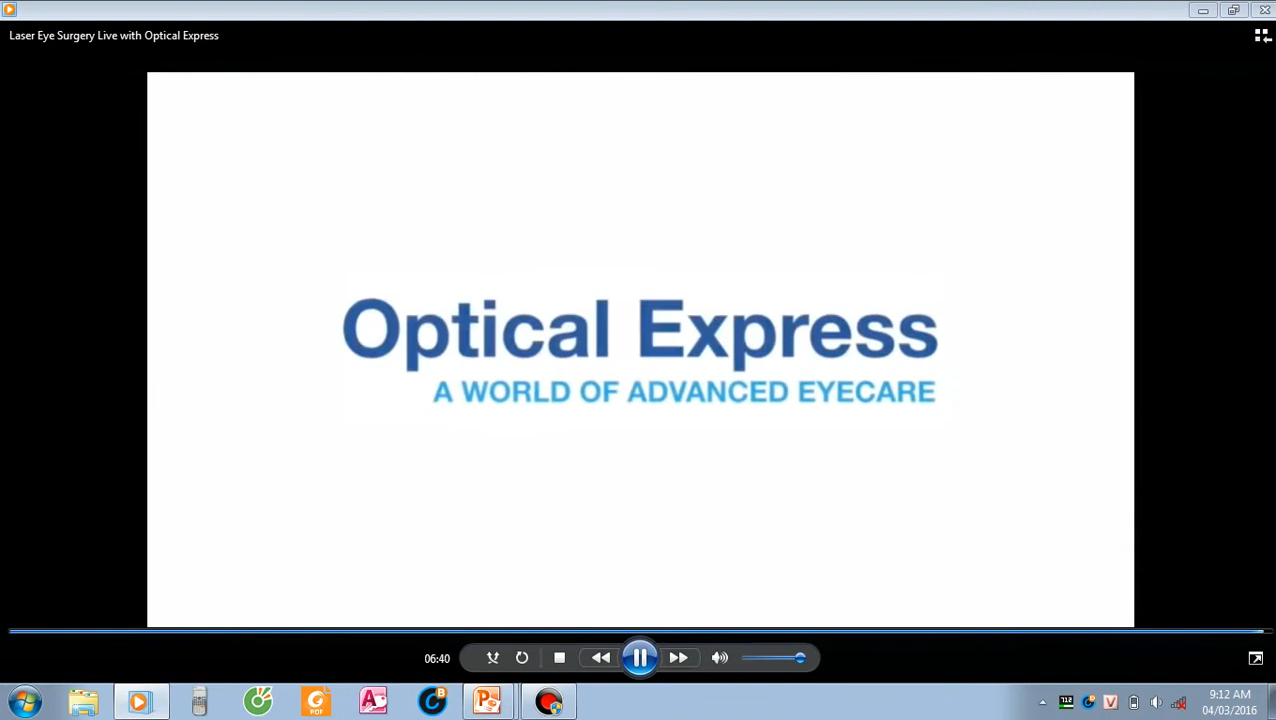 Laser Eye Surgery Live with Optical Express
Optical Express
A WORLD OF ADVANCED EYECARE
06:40
PDF
9:12 AM
04/03/2016